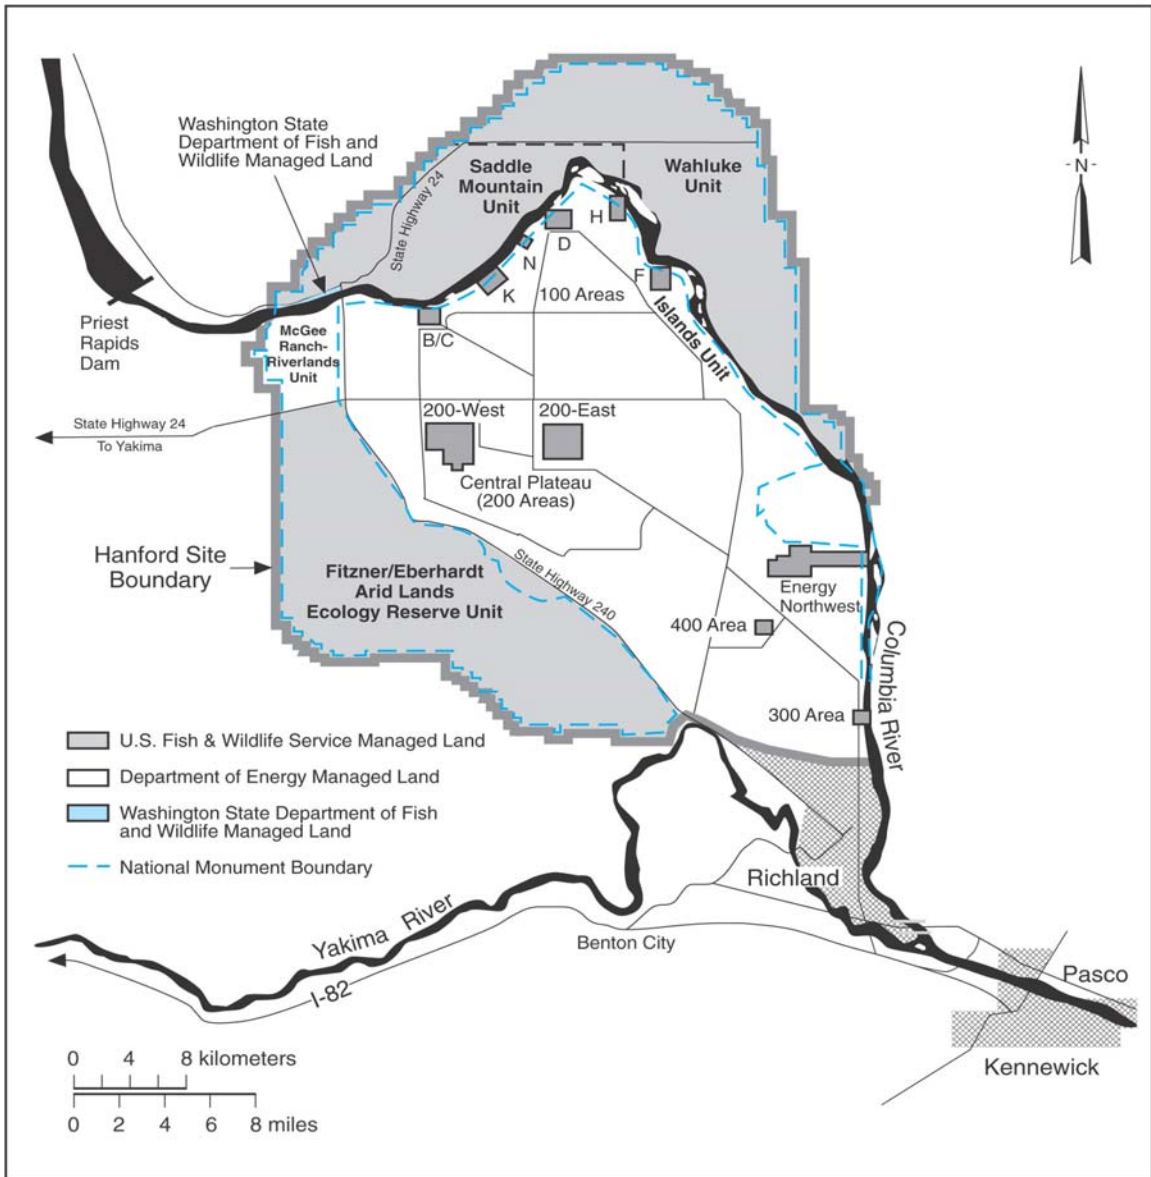 Washington State
Department of Fish and
Wildlife Managed Land
Saddle
Mountain
Unit
Wahluke
Unit
-N-
State Highway 24
H
D
N
K
F
100 Areas
Islands Unit
Priest
Rapids
Dam
McGee
Ranch-
Riverlands
Unit
B/C
State Highway 24
To Yakima
200-West
200-East
Central Plateau
(200 Areas)
Hanford Site
Boundary
Fitzner/Eberhardt
Arid Lands
Ecology Reserve Unit
State Highway 240
Energy
Northwest
400 Area
Columbia River
300 Area
U.S. Fish & Wildlife Service Managed Land
Department of Energy Managed Land
Washington State Department of Fish
and Wildlife Managed Land
National Monument Boundary
Richland
Yakima River
Benton City
I-82
Pasco
Kennewick
0 4 8 kilometers
0 2 4 6 8 miles